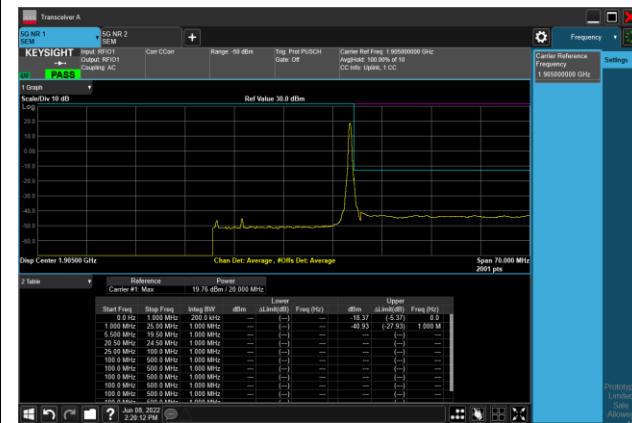 Transceiver A
5G NR 1
SEM
5G NR 2
SEM
Frequency
KEYSIGHT
Input: RFIO1
Output: RFIO1
Coupling: AC
Corr CCorr
Range: -50 dBm
Trig: Prot PUSCH
Gate: Off
Carrier Ref Freq: 1.905000000 GHz
Avg|Hold: 100.00% of 10
CC Info: Uplink, 1 CC
PASS
Carrier Reference
Frequency
1.905000000 GHz
Settings
1 Graph
Scale/Div 10 dB
Ref Value 30.0 dBm
Log
20.0
10.0
0.00
-10.0
-20.0
-30.0
-40.0
-50.0
-60.0
Disp Center 1.90500 GHz
Chan Det: Average , #Offs Det: Average
Span 70.000 MHz
2001 pts
2 Table
Reference Power
Carrier #1: Max 19.76 dBm / 20.000 MHz
Lower Upper
Start Freq Stop Freq Integ BW dBm ΔLimit(dB) Freq (Hz) dBm ΔLimit(dB) Freq (Hz)
0.0 Hz 1.000 MHz 200.0 kHz --- (---) --- -18.37 (-5.37) 0.0
1.000 MHz 25.00 MHz 1.000 MHz --- (---) --- -40.93 (-27.93) 1.000 M
5.500 MHz 19.50 MHz 1.000 MHz --- (---) --- --- (---) ---
20.50 MHz 24.50 MHz 1.000 MHz --- (---) --- --- (---) ---
25.00 MHz 100.0 MHz 1.000 MHz --- (---) --- --- (---) ---
100.0 MHz 500.0 MHz 1.000 MHz --- (---) --- --- (---) ---
100.0 MHz 500.0 MHz 1.000 MHz --- (---) --- --- (---) ---
100.0 MHz 500.0 MHz 1.000 MHz --- (---) --- --- (---) ---
100.0 MHz 500.0 MHz 1.000 MHz --- (---) --- --- (---) ---
100.0 MHz 500.0 MHz 1.000 MHz --- (---) --- --- (---) ---
Limited
Sale
Jun 08, 2022
2:20:12 PM